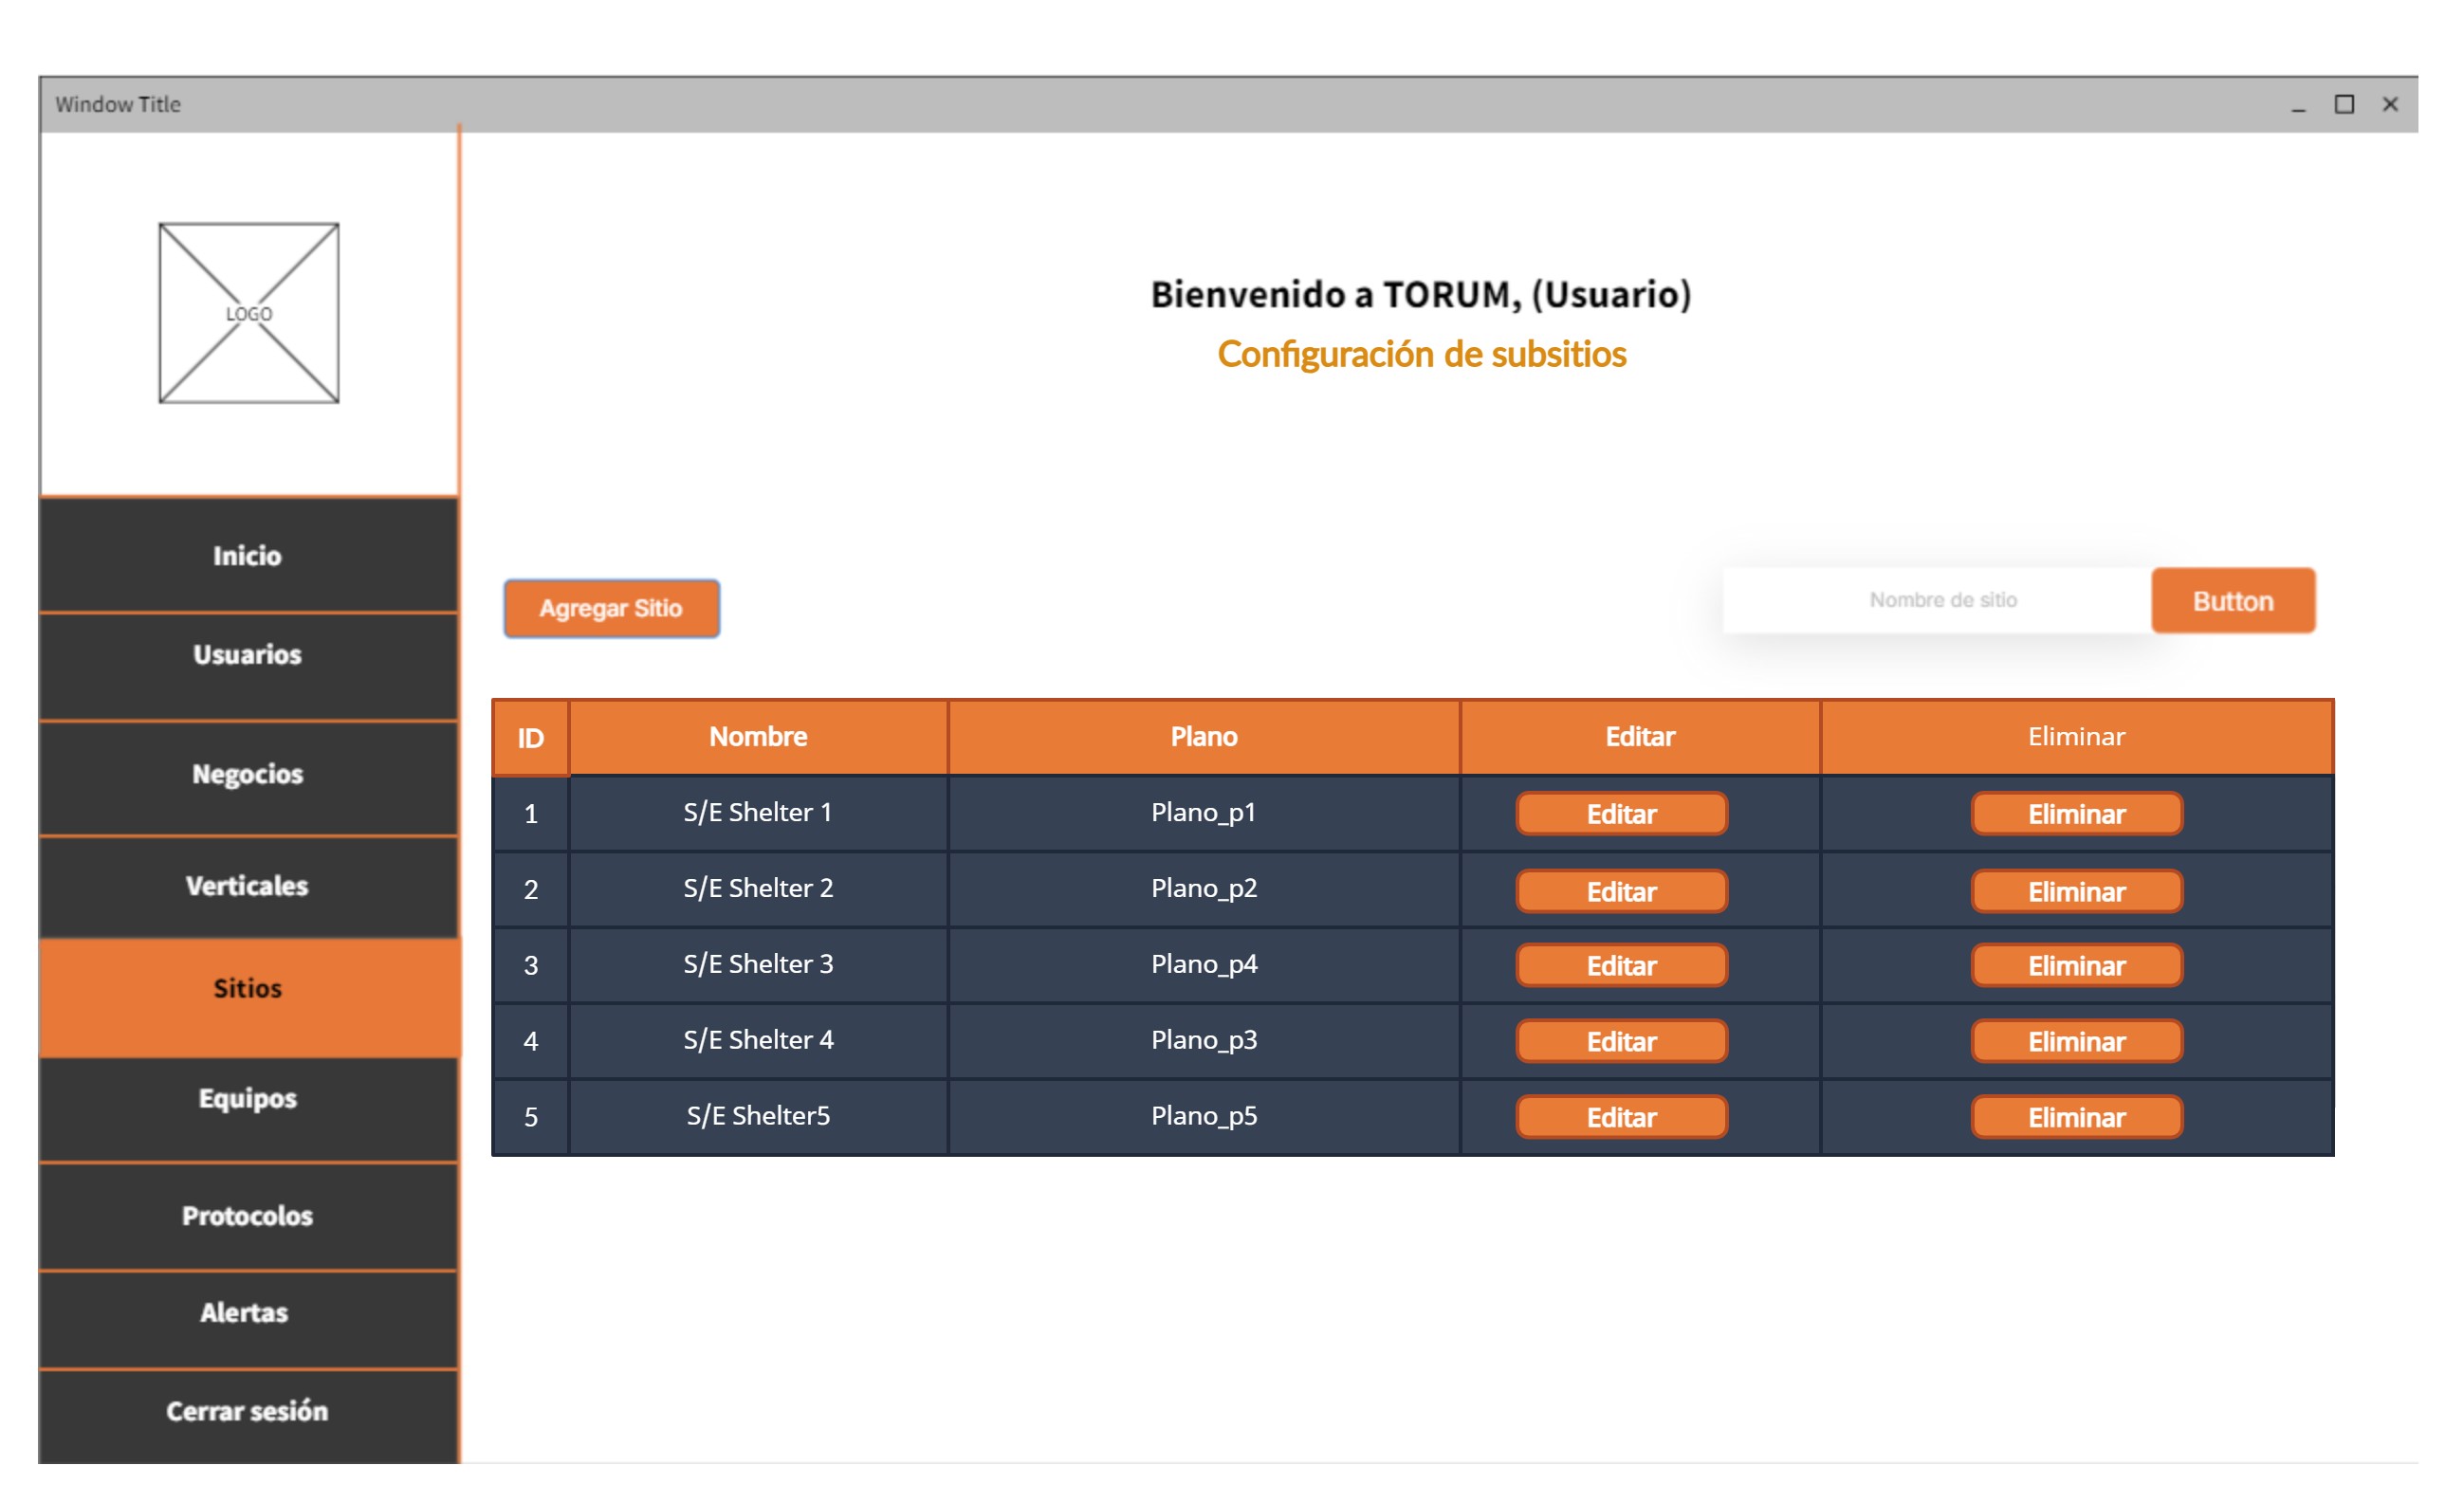 Window Title
LOGO
Bienvenido a TORUM, (Usuario)
Configuración de subsitios
Inicio
Usuarios
Negocios
Verticales
Sitios
Equipos
Protocolos
Alertas
Cerrar sesión
Agregar Sitio
Nombre de sitio
Button
ID Nombre Plano Editar Eliminar
1 S/E Shelter 1 Plano_p1 Editar Eliminar
2 S/E Shelter 2 Plano_p2 Editar Eliminar
3 S/E Shelter 3 Plano_p4 Editar Eliminar
4 S/E Shelter 4 Plano_p3 Editar Eliminar
5 S/E Shelter5 Plano_p5 Editar Eliminar